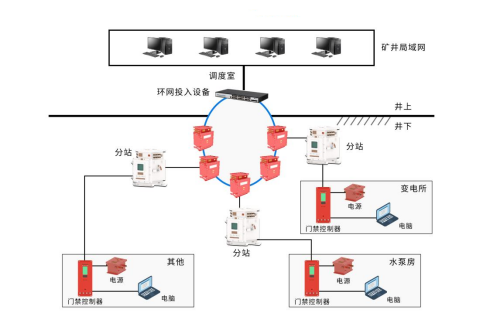 矿井局域网
调度室
环网投入设备
井上
井下
分站
分站
变电所
电源
门禁控制器
电脑
分站
其他
电源
门禁控制器
电脑
水泵房
电源
门禁控制器
电脑